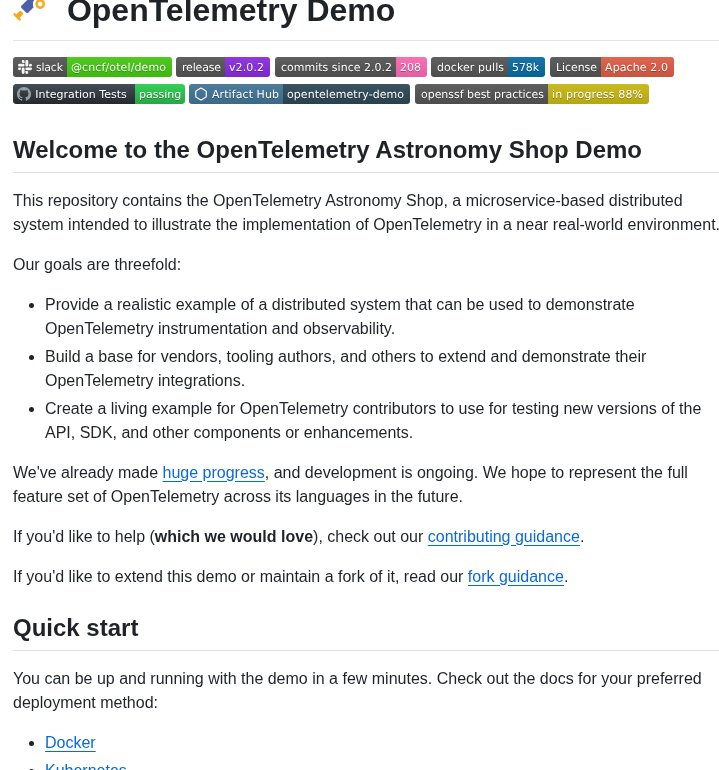 OpenTelemetry Demo
slack @cncf/otel/demo release v2.0.2 commits since 2.0.2 208 docker pulls 578k License Apache 2.0
Integration Tests passing Artifact Hub opentelemetry-demo openssf best practices in progress 88%
Welcome to the OpenTelemetry Astronomy Shop Demo
This repository contains the OpenTelemetry Astronomy Shop, a microservice-based distributed
system intended to illustrate the implementation of OpenTelemetry in a near real-world environment.
Our goals are threefold:
• Provide a realistic example of a distributed system that can be used to demonstrate
OpenTelemetry instrumentation and observability.
• Build a base for vendors, tooling authors, and others to extend and demonstrate their
OpenTelemetry integrations.
• Create a living example for OpenTelemetry contributors to use for testing new versions of the
API, SDK, and other components or enhancements.
We've already made huge progress, and development is ongoing. We hope to represent the full
feature set of OpenTelemetry across its languages in the future.
If you'd like to help (which we would love), check out our contributing guidance.
If you'd like to extend this demo or maintain a fork of it, read our fork guidance.
Quick start
You can be up and running with the demo in a few minutes. Check out the docs for your preferred
deployment method:
• Docker
• Kubernetes